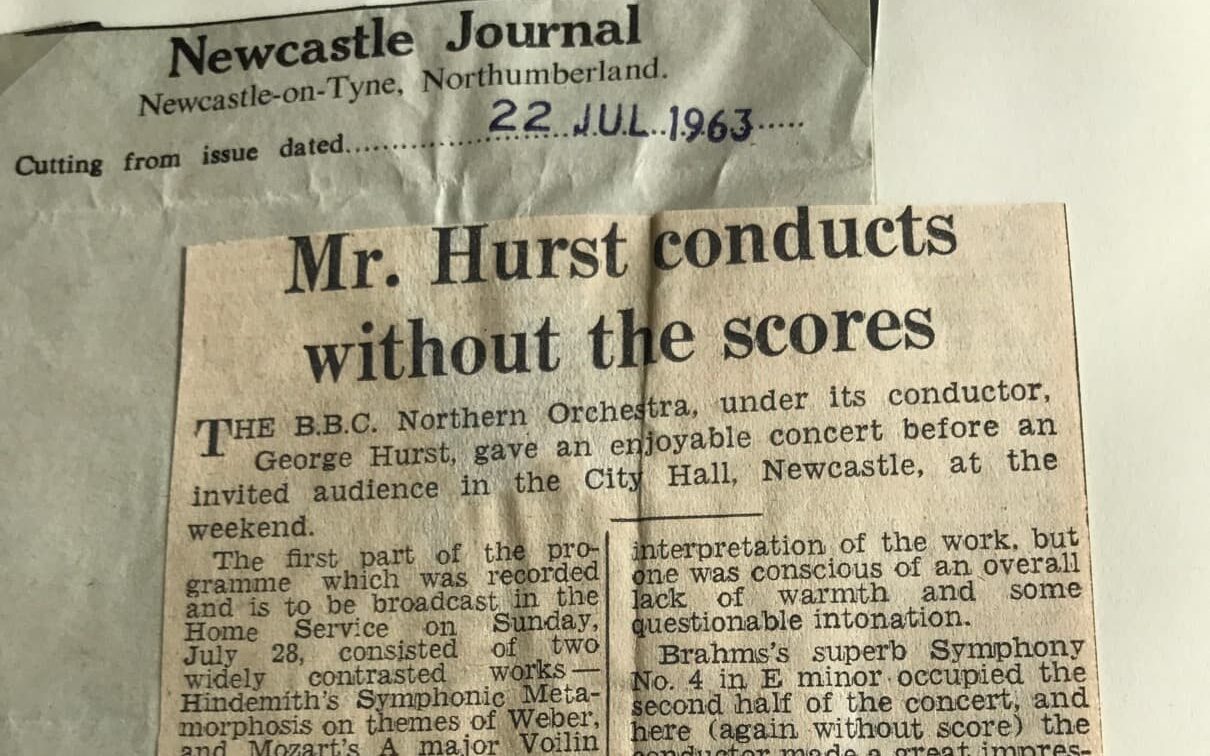 Newcastle Journal
Newcastle-on-Tyne, Northumberland.
Cutting from issue dated..............22 JUL 1963.....
Mr. Hurst conducts
without the scores
THE B.B.C. Northern Orchestra, under its conductor,
George Hurst, gave an enjoyable concert before an
invited audience in the City Hall, Newcastle, at the
weekend.
The first part of the pro-
gramme which was recorded
and is to be broadcast in the
Home Service on Sunday,
July 28, consisted of two
widely contrasted works—
Hindemith's Symphonic Meta-
morphosis on themes of Weber,
and Mozart's A major Voilin
interpretation of the work, but
one was conscious of an overall
lack of warmth and some
questionable intonation.
Brahms's superb Symphony
No. 4 in E minor occupied the
second half of the concert, and
here (again without score) the
conductor made a great impres-